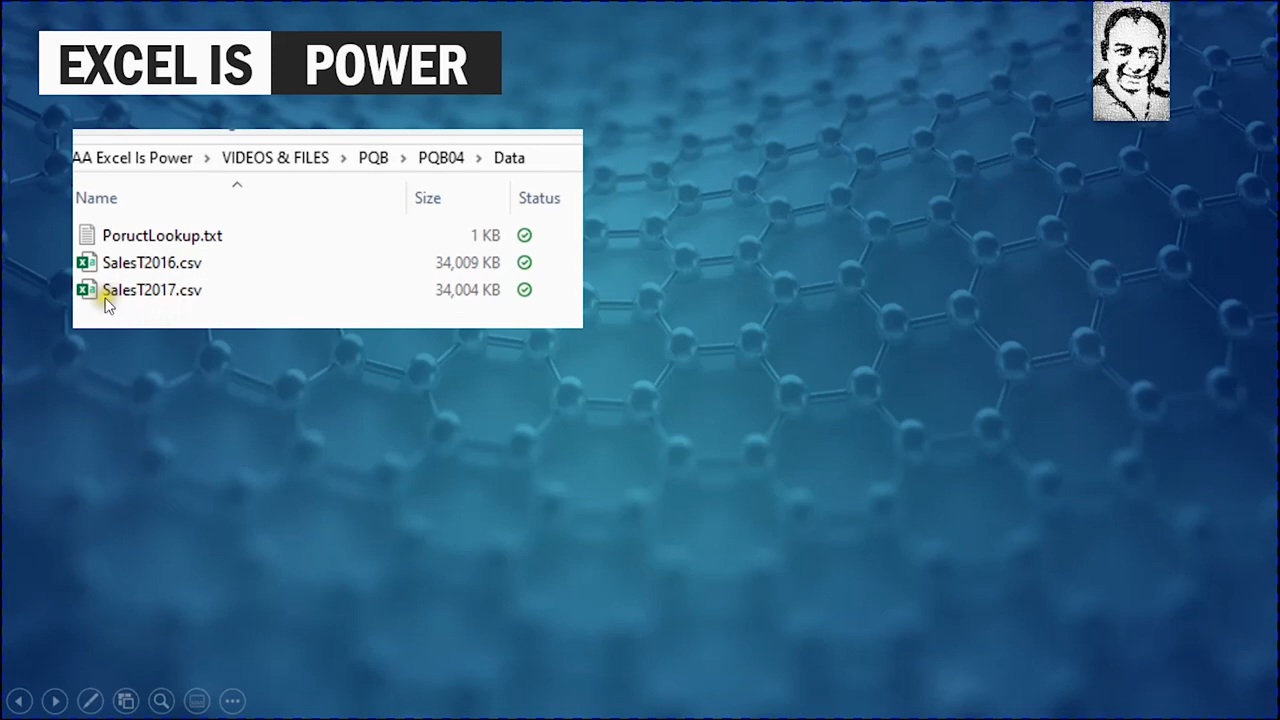 EXCEL IS POWER
AA Excel Is Power > VIDEOS & FILES > PQB > PQB04 > Data
Name Size Status
PoructLookup.txt 1 KB
SalesT2016.csv 34,009 KB
SalesT2017.csv 34,004 KB